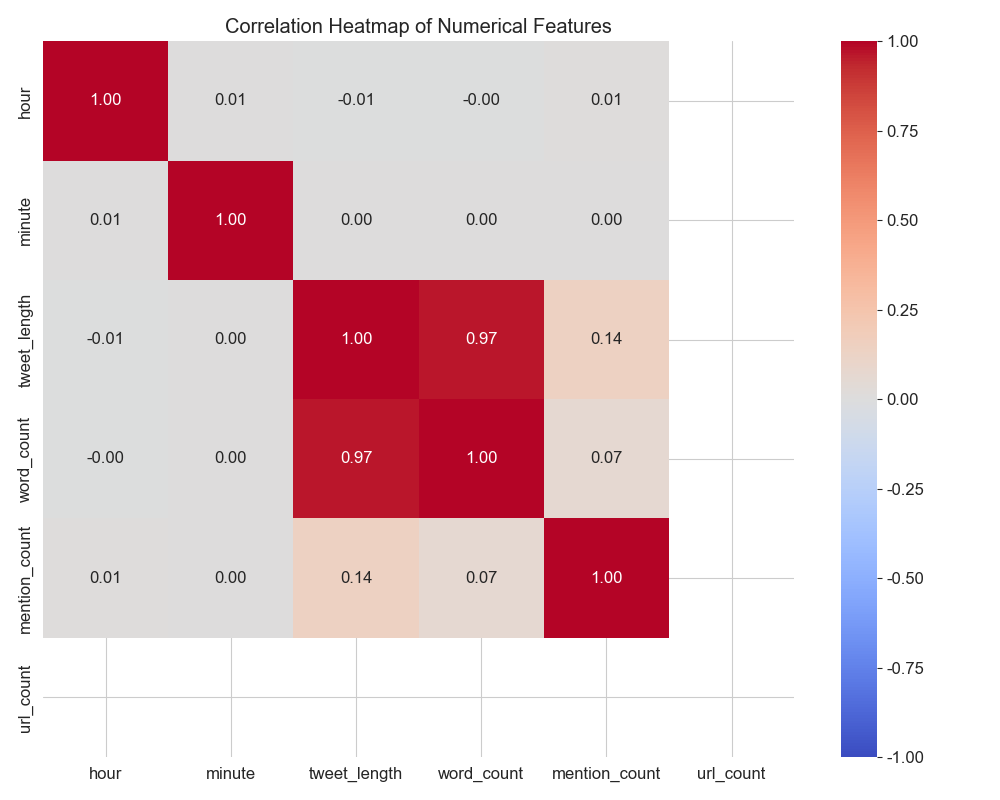 Correlation Heatmap of Numerical Features
hour 1.00 0.01 -0.01 -0.00 0.01
minute 0.01 1.00 0.00 0.00 0.00
tweet_length -0.01 0.00 1.00 0.97 0.14
word_count -0.00 0.00 0.97 1.00 0.07
mention_count 0.01 0.00 0.14 0.07 1.00
url_count
hour minute tweet_length word_count mention_count url_count
1.00
0.75
0.50
0.25
0.00
-0.25
-0.50
-0.75
-1.00